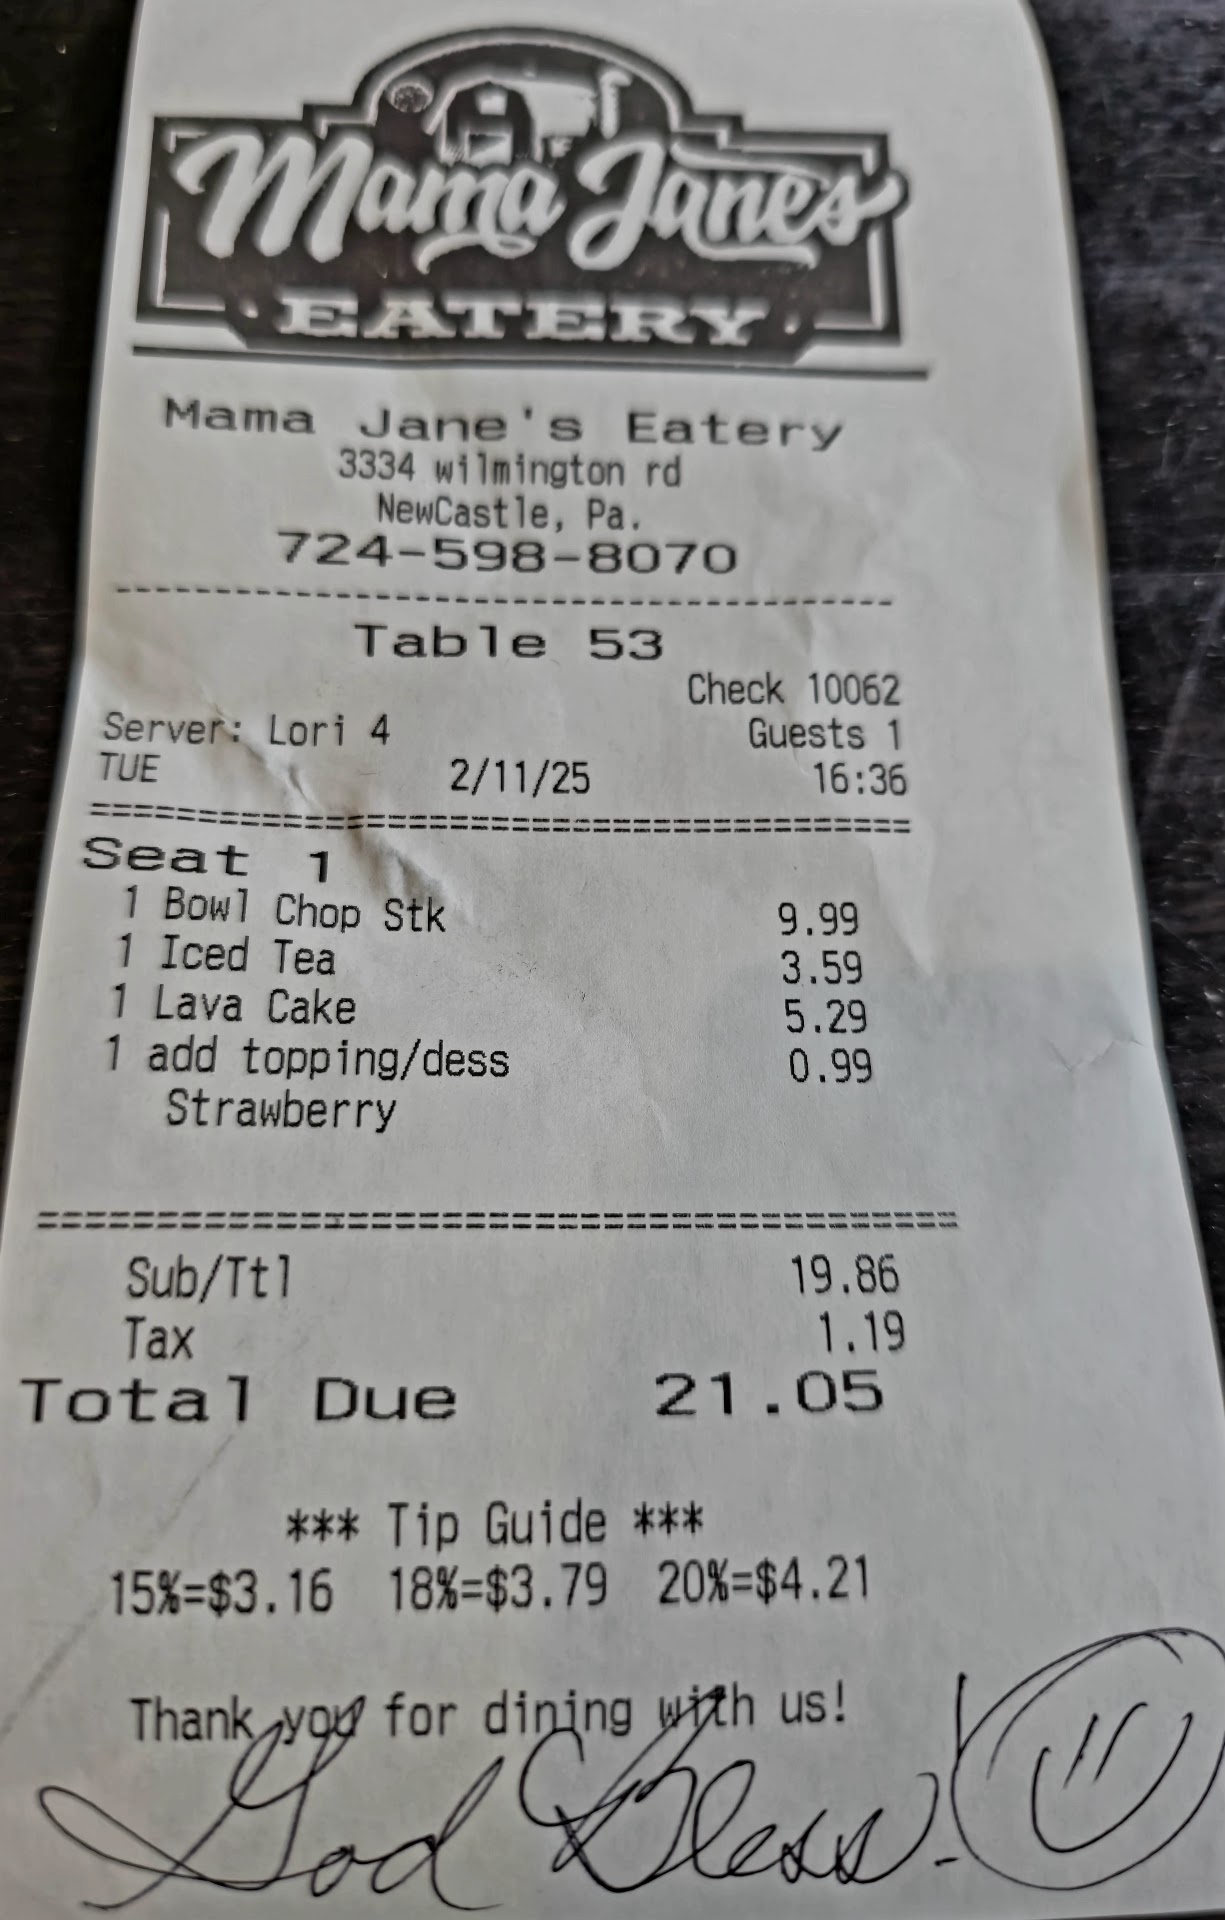 Mama Jane's
EATERY
Mama Jane's Eatery
3334 wilmington rd
NewCastle, Pa.
724-598-8070
--------------------------------------
Table 53
Check 10062
Server: Lori 4 Guests 1
TUE 2/11/25 16:36
========================================
Seat 1
1 Bowl Chop Stk 9.99
1 Iced Tea 3.59
1 Lava Cake 5.29
1 add topping/dess 0.99
Strawberry
========================================
Sub/Ttl 19.86
Tax 1.19
Total Due 21.05
*** Tip Guide ***
15%=$3.16 18%=$3.79 20%=$4.21
Thank you for dining with us!
God Bless!